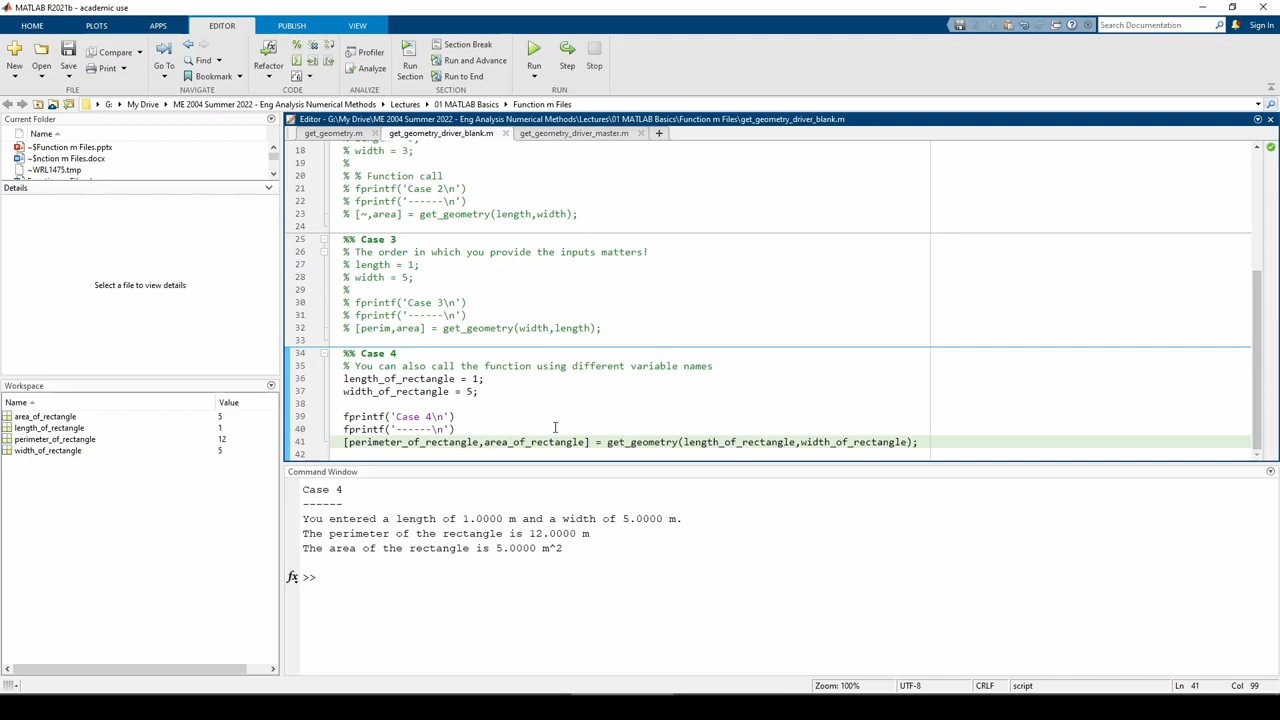 MATLAB R2021b - academic use
HOME PLOTS APPS EDITOR PUBLISH VIEW Search Documentation Sign In
New Open Save Compare Print Go To Find Bookmark Refactor Profiler Analyze Run Section Section Break Run and Advance Run to End Run Step Stop
FILE NAVIGATE CODE ANALYZE SECTION RUN
G: My Drive ME 2004 Summer 2022 - Eng Analysis Numerical Methods Lectures 01 MATLAB Basics Function m Files
Current Folder
Name
~$Function m Files.pptx
~$nction m Files.docx
~WRL1475.tmp
Details
Select a file to view details
Workspace
Name Value
area_of_rectangle 5
length_of_rectangle 1
perimeter_of_rectangle 12
width_of_rectangle 5
Editor - G:\My Drive\ME 2004 Summer 2022 - Eng Analysis Numerical Methods\Lectures\01 MATLAB Basics\Function m Files\get_geometry_driver_blank.m
get_geometry.m get_geometry_driver_blank.m get_geometry_driver_master.m
18 % width = 3;
19 %
20 % % Function call
21 % fprintf('Case 2\n')
22 % fprintf('------\n')
23 % [~,area] = get_geometry(length,width);
24
25 %% Case 3
26 % The order in which you provide the inputs matters!
27 % length = 1;
28 % width = 5;
29 %
30 % fprintf('Case 3\n')
31 % fprintf('------\n')
32 % [perim,area] = get_geometry(width,length);
33
34 %% Case 4
35 % You can also call the function using different variable names
36 length_of_rectangle = 1;
37 width_of_rectangle = 5;
38
39 fprintf('Case 4\n')
40 fprintf('------\n')
41 [perimeter_of_rectangle,area_of_rectangle] = get_geometry(length_of_rectangle,width_of_rectangle);
42
Command Window
Case 4
------
You entered a length of 1.0000 m and a width of 5.0000 m.
The perimeter of the rectangle is 12.0000 m
The area of the rectangle is 5.0000 m^2
fx >>
Zoom: 100% UTF-8 CRLF script Ln 41 Col 99